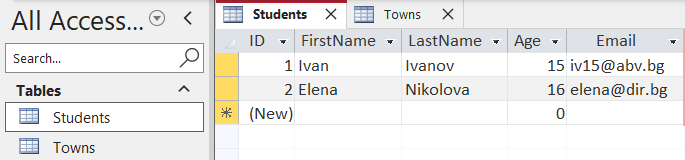 All Access...
Search...
Tables
Students
Towns
Students Towns
ID FirstName LastName Age Email
1 Ivan Ivanov 15 iv15@abv.bg
2 Elena Nikolova 16 elena@dir.bg
(New) 0